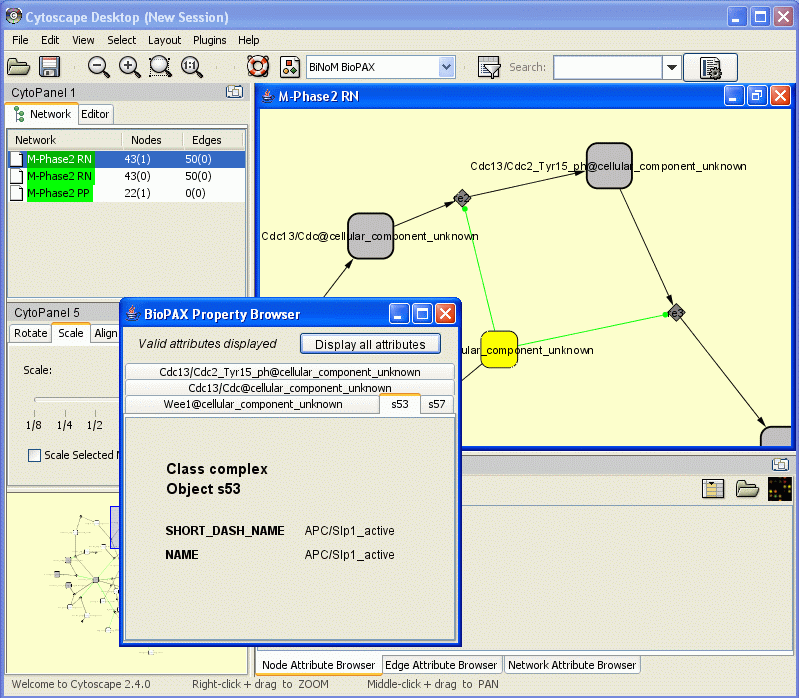 Cytoscape Desktop (New Session)
File Edit View Select Layout Plugins Help
BiNoM BioPAX Search:
CytoPanel 1
Network Editor
Network Nodes Edges
M-Phase2 RN 43(1) 50(0)
M-Phase2 RN 43(0) 50(0)
M-Phase2 PP 22(1) 0(0)
M-Phase2 RN
Cdc13/Cdc2_Tyr15_ph@cellular_component_unknown
e2
Cdc13/Cdc@cellular_component_unknown
e3
ular_component_unknown
CytoPanel 5
Rotate Scale Align
Scale:
1/8 1/4 1/2
Scale Selected
BioPAX Property Browser
Valid attributes displayed Display all attributes
Cdc13/Cdc2_Tyr15_ph@cellular_component_unknown
Cdc13/Cdc@cellular_component_unknown
Wee1@cellular_component_unknown s53 s57
Class complex
Object s53
SHORT_DASH_NAME APC/Slp1_active
NAME APC/Slp1_active
Node Attribute Browser Edge Attribute Browser Network Attribute Browser
Welcome to Cytoscape 2.4.0 Right-click + drag to ZOOM Middle-click + drag to PAN